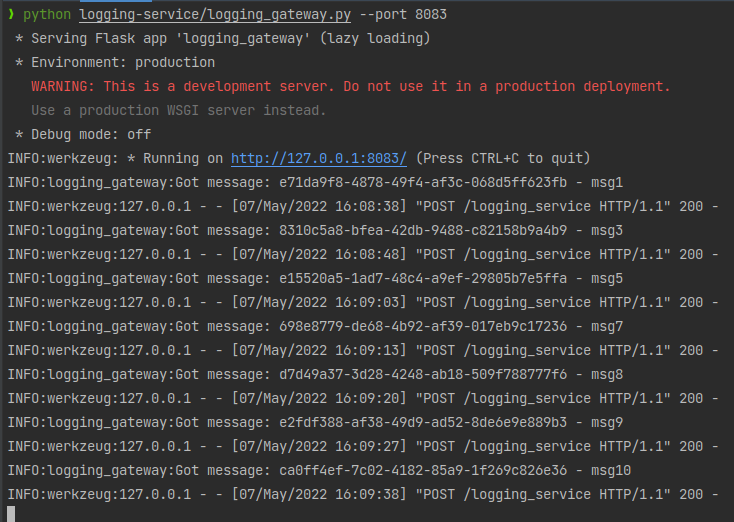 ❯ python logging-service/logging_gateway.py --port 8083
* Serving Flask app 'logging_gateway' (lazy loading)
* Environment: production
WARNING: This is a development server. Do not use it in a production deployment.
Use a production WSGI server instead.
* Debug mode: off
INFO:werkzeug: * Running on http://127.0.0.1:8083/ (Press CTRL+C to quit)
INFO:logging_gateway:Got message: e71da9f8-4878-49f4-af3c-068d5ff623fb - msg1
INFO:werkzeug:127.0.0.1 - - [07/May/2022 16:08:38] "POST /logging_service HTTP/1.1" 200 -
INFO:logging_gateway:Got message: 8310c5a8-bfea-42db-9488-c82158b9a4b9 - msg3
INFO:werkzeug:127.0.0.1 - - [07/May/2022 16:08:48] "POST /logging_service HTTP/1.1" 200 -
INFO:logging_gateway:Got message: e15520a5-1ad7-48c4-a9ef-29805b7e5ffa - msg5
INFO:werkzeug:127.0.0.1 - - [07/May/2022 16:09:03] "POST /logging_service HTTP/1.1" 200 -
INFO:logging_gateway:Got message: 698e8779-de68-4b92-af39-017eb9c17236 - msg7
INFO:werkzeug:127.0.0.1 - - [07/May/2022 16:09:13] "POST /logging_service HTTP/1.1" 200 -
INFO:logging_gateway:Got message: d7d49a37-3d28-4248-ab18-509f788777f6 - msg8
INFO:werkzeug:127.0.0.1 - - [07/May/2022 16:09:20] "POST /logging_service HTTP/1.1" 200 -
INFO:logging_gateway:Got message: e2fdf388-af38-49d9-ad52-8de6e9e889b3 - msg9
INFO:werkzeug:127.0.0.1 - - [07/May/2022 16:09:27] "POST /logging_service HTTP/1.1" 200 -
INFO:logging_gateway:Got message: ca0ff4ef-7c02-4182-85a9-1f269c826e36 - msg10
INFO:werkzeug:127.0.0.1 - - [07/May/2022 16:09:38] "POST /logging_service HTTP/1.1" 200 -